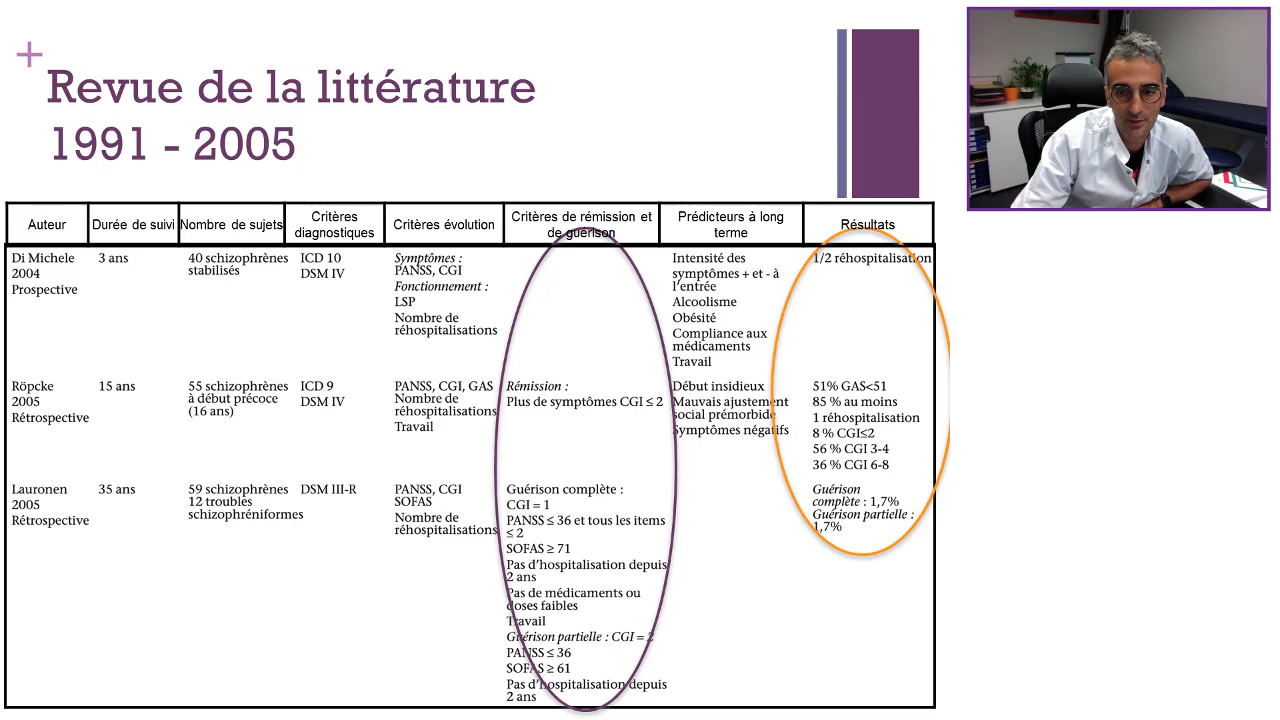 +
Revue de la littérature
1991 - 2005
Auteur
Durée de suivi
Nombre de sujets
Critères
diagnostiques
Critères évolution
Critères de rémission et
de guérison
Prédicteurs à long
terme
Résultats
Di Michele
2004
Prospective
3 ans
40 schizophrènes
stabilisés
ICD 10
DSM IV
Symptômes :
PANSS, CGI
Fonctionnement :
LSP
Nombre de
réhospitalisations
Intensité des
symptômes + et - à
l'entrée
Alcoolisme
Obésité
Compliance aux
médicaments
Travail
1/2 réhospitalisation
Röpcke
2005
Rétrospective
15 ans
55 schizophrènes
à début précoce
(16 ans)
ICD 9
DSM IV
PANSS, CGI, GAS
Nombre de
réhospitalisations
Travail
Rémission :
Plus de symptômes CGI ≤ 2
Début insidieux
Mauvais ajustement
social prémorbide
Symptômes négatifs
51% GAS<51
85 % au moins
1 réhospitalisation
8 % CGI≤2
56 % CGI 3-4
36 % CGI 6-8
Lauronen
2005
Rétrospective
35 ans
59 schizophrènes
12 troubles
schizophréniformes
DSM III-R
PANSS, CGI
SOFAS
Nombre de
réhospitalisations
Guérison complète :
CGI = 1
PANSS ≤ 36 et tous les items
≤ 2
SOFAS ≥ 71
Pas d'hospitalisation depuis
2 ans
Pas de médicaments ou
doses faibles
Travail
Guérison partielle : CGI = 2
PANSS ≤ 36
SOFAS ≥ 61
Pas d'hospitalisation depuis
2 ans
Guérison
complète : 1,7%
Guérison partielle :
1,7%